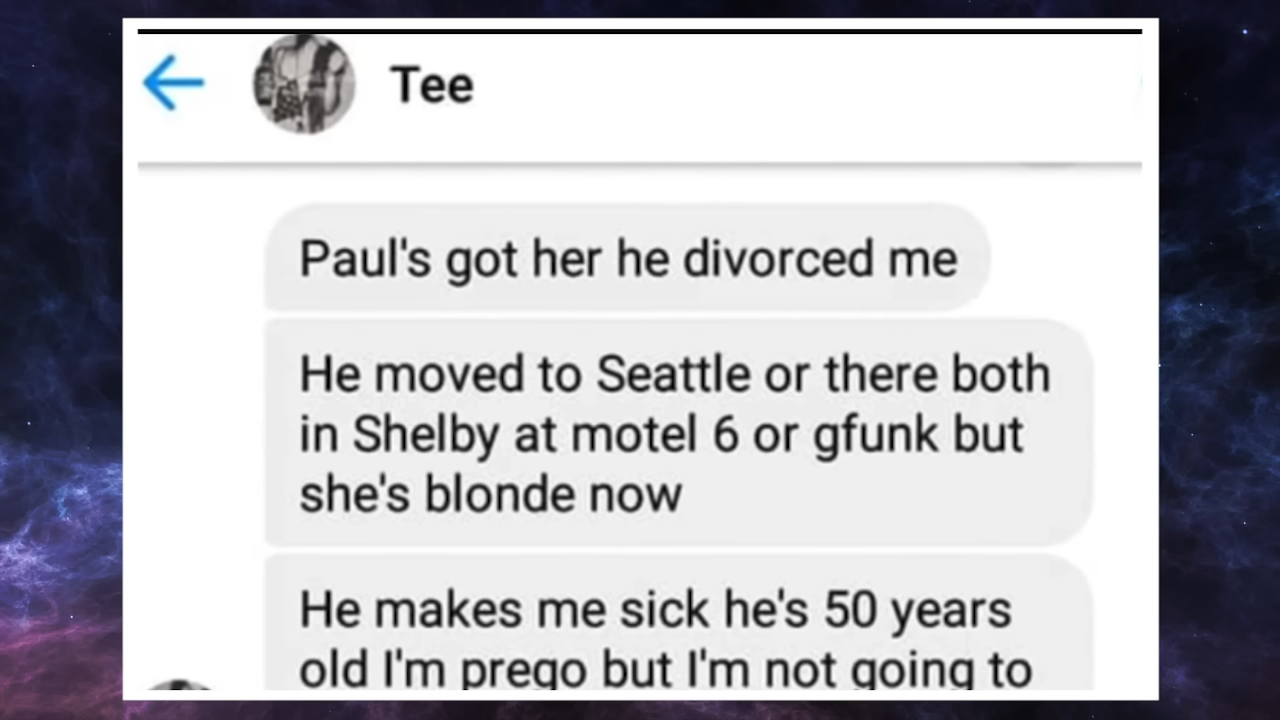 Tee
Paul's got her he divorced me
He moved to Seattle or there both
in Shelby at motel 6 or gfunk but
she's blonde now
He makes me sick he's 50 years
old I'm prego but I'm not going to